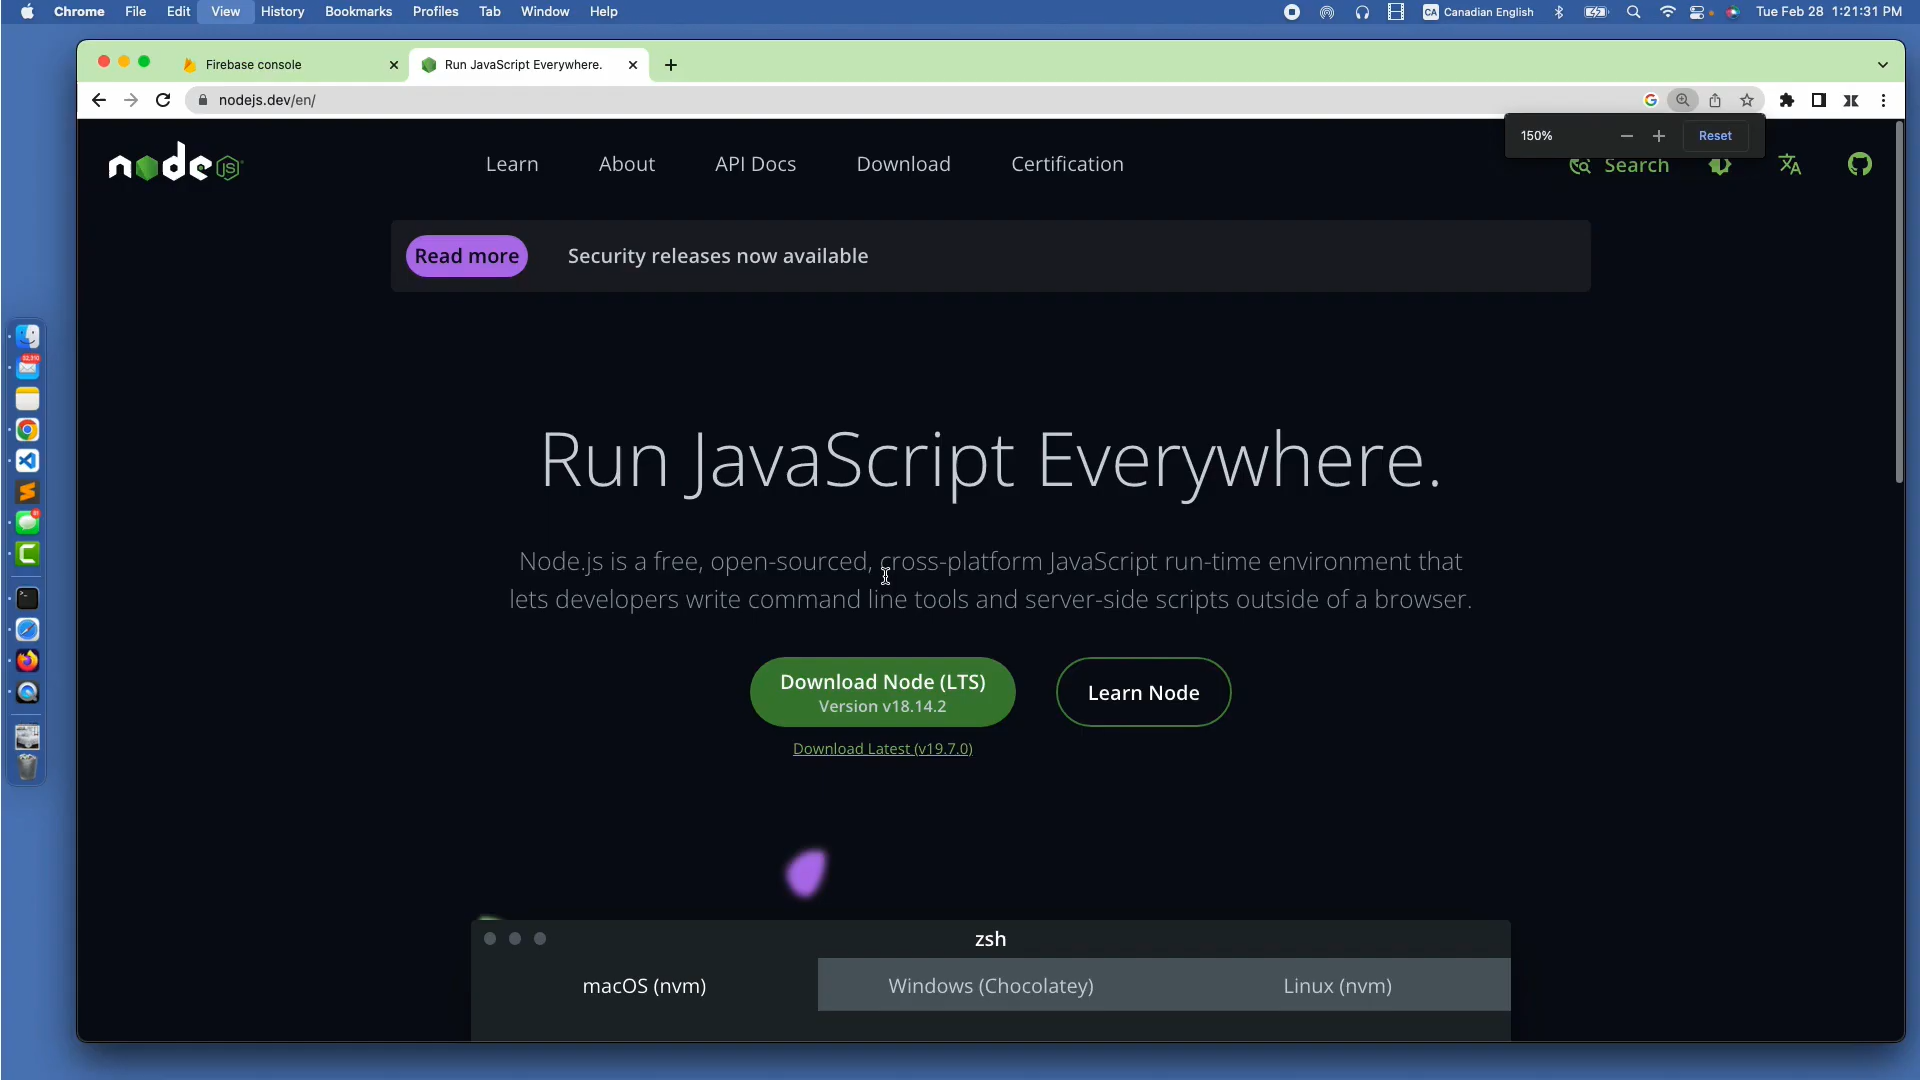 Chrome File Edit View History Bookmarks Profiles Tab Window Help CA Canadian English Tue Feb 28 1:21:31 PM
Firebase console Run JavaScript Everywhere.
nodejs.dev/en/
150% Reset
node JS Learn About API Docs Download Certification Search
Read more Security releases now available
Run JavaScript Everywhere.
Node.js is a free, open-sourced, cross-platform JavaScript run-time environment that
lets developers write command line tools and server-side scripts outside of a browser.
Download Node (LTS) Learn Node
Version v18.14.2
Download Latest (v19.7.0)
zsh
macOS (nvm) Windows (Chocolatey) Linux (nvm)